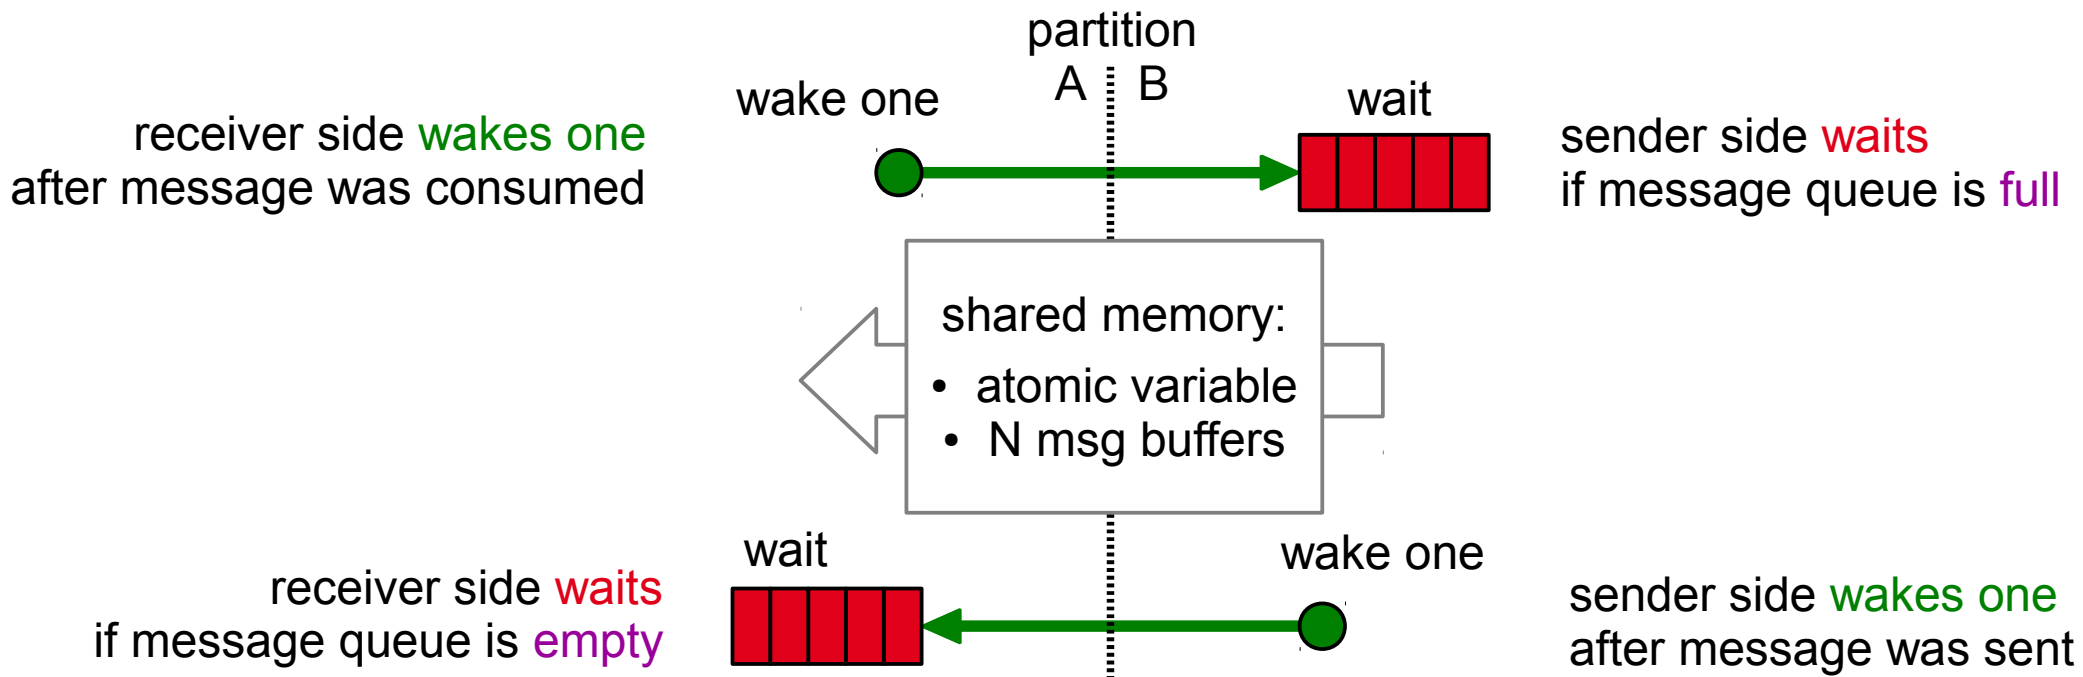 partition
A B
wake one
wait
receiver side wakes one
after message was consumed
sender side waits
if message queue is full
shared memory:
• atomic variable
• N msg buffers
wait
wake one
receiver side waits
if message queue is empty
sender side wakes one
after message was sent